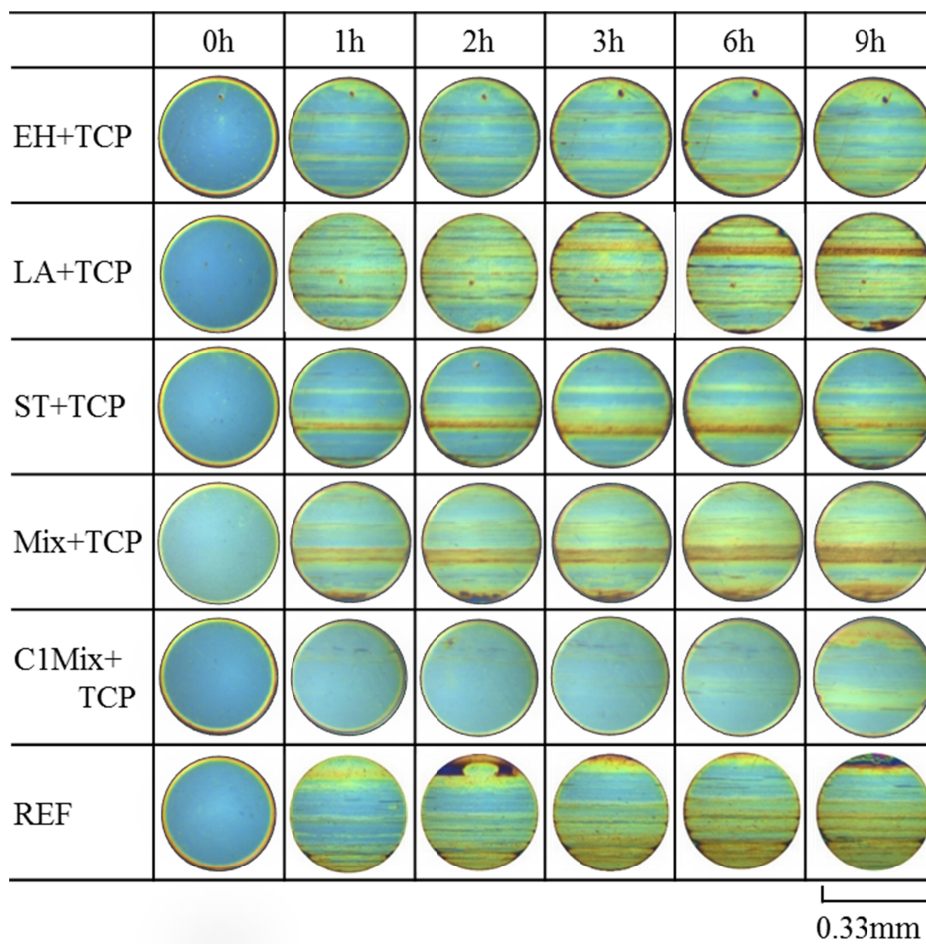 0h 1h 2h 3h 6h 9h
EH+TCP
LA+TCP
ST+TCP
Mix+TCP
C1Mix+
TCP
REF
0.33mm